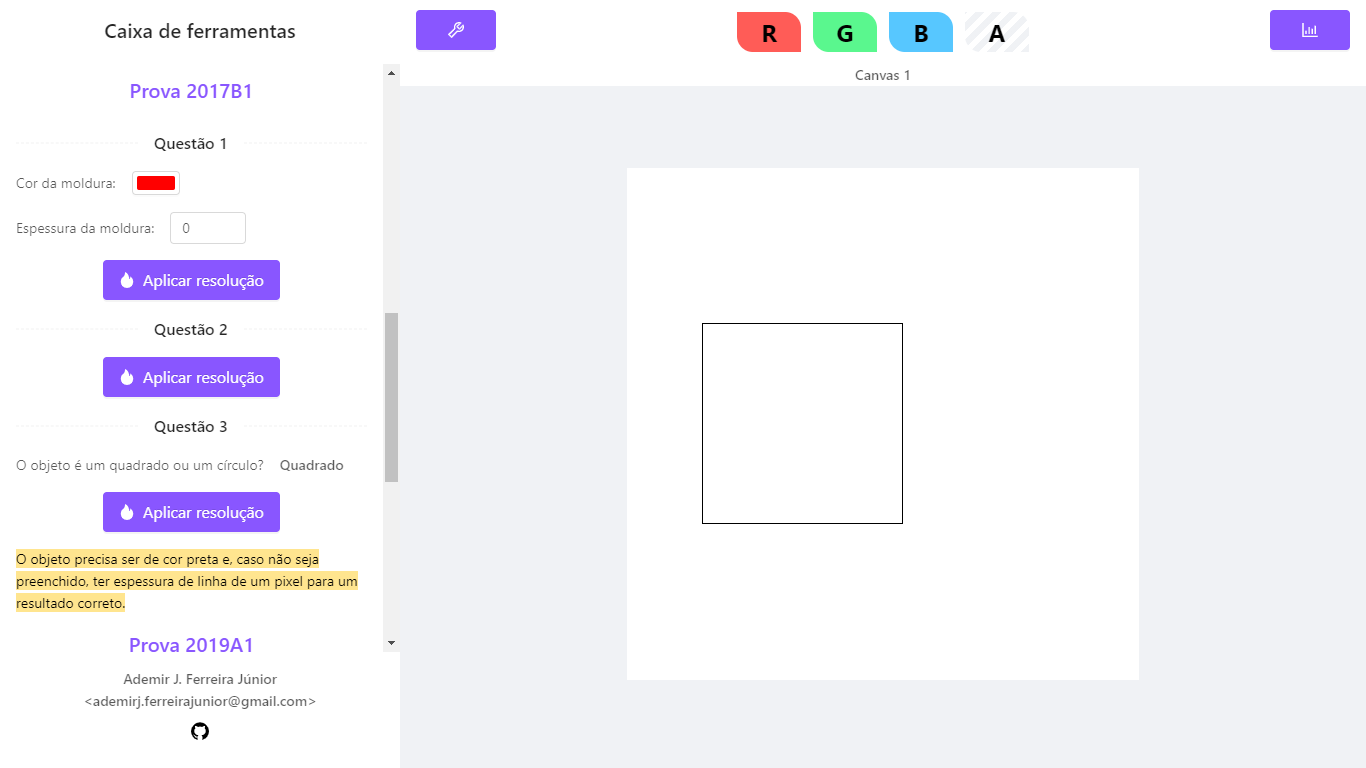 Caixa de ferramentas
Prova 2017B1
Questão 1
Cor da moldura:
Espessura da moldura: 0
Aplicar resolução
Questão 2
Aplicar resolução
Questão 3
O objeto é um quadrado ou um círculo? Quadrado
Aplicar resolução
O objeto precisa ser de cor preta e, caso não seja
preenchido, ter espessura de linha de um pixel para um
resultado correto.
Prova 2019A1
Ademir J. Ferreira Júnior
<ademirj.ferreirajunior@gmail.com>
R G B A
Canvas 1